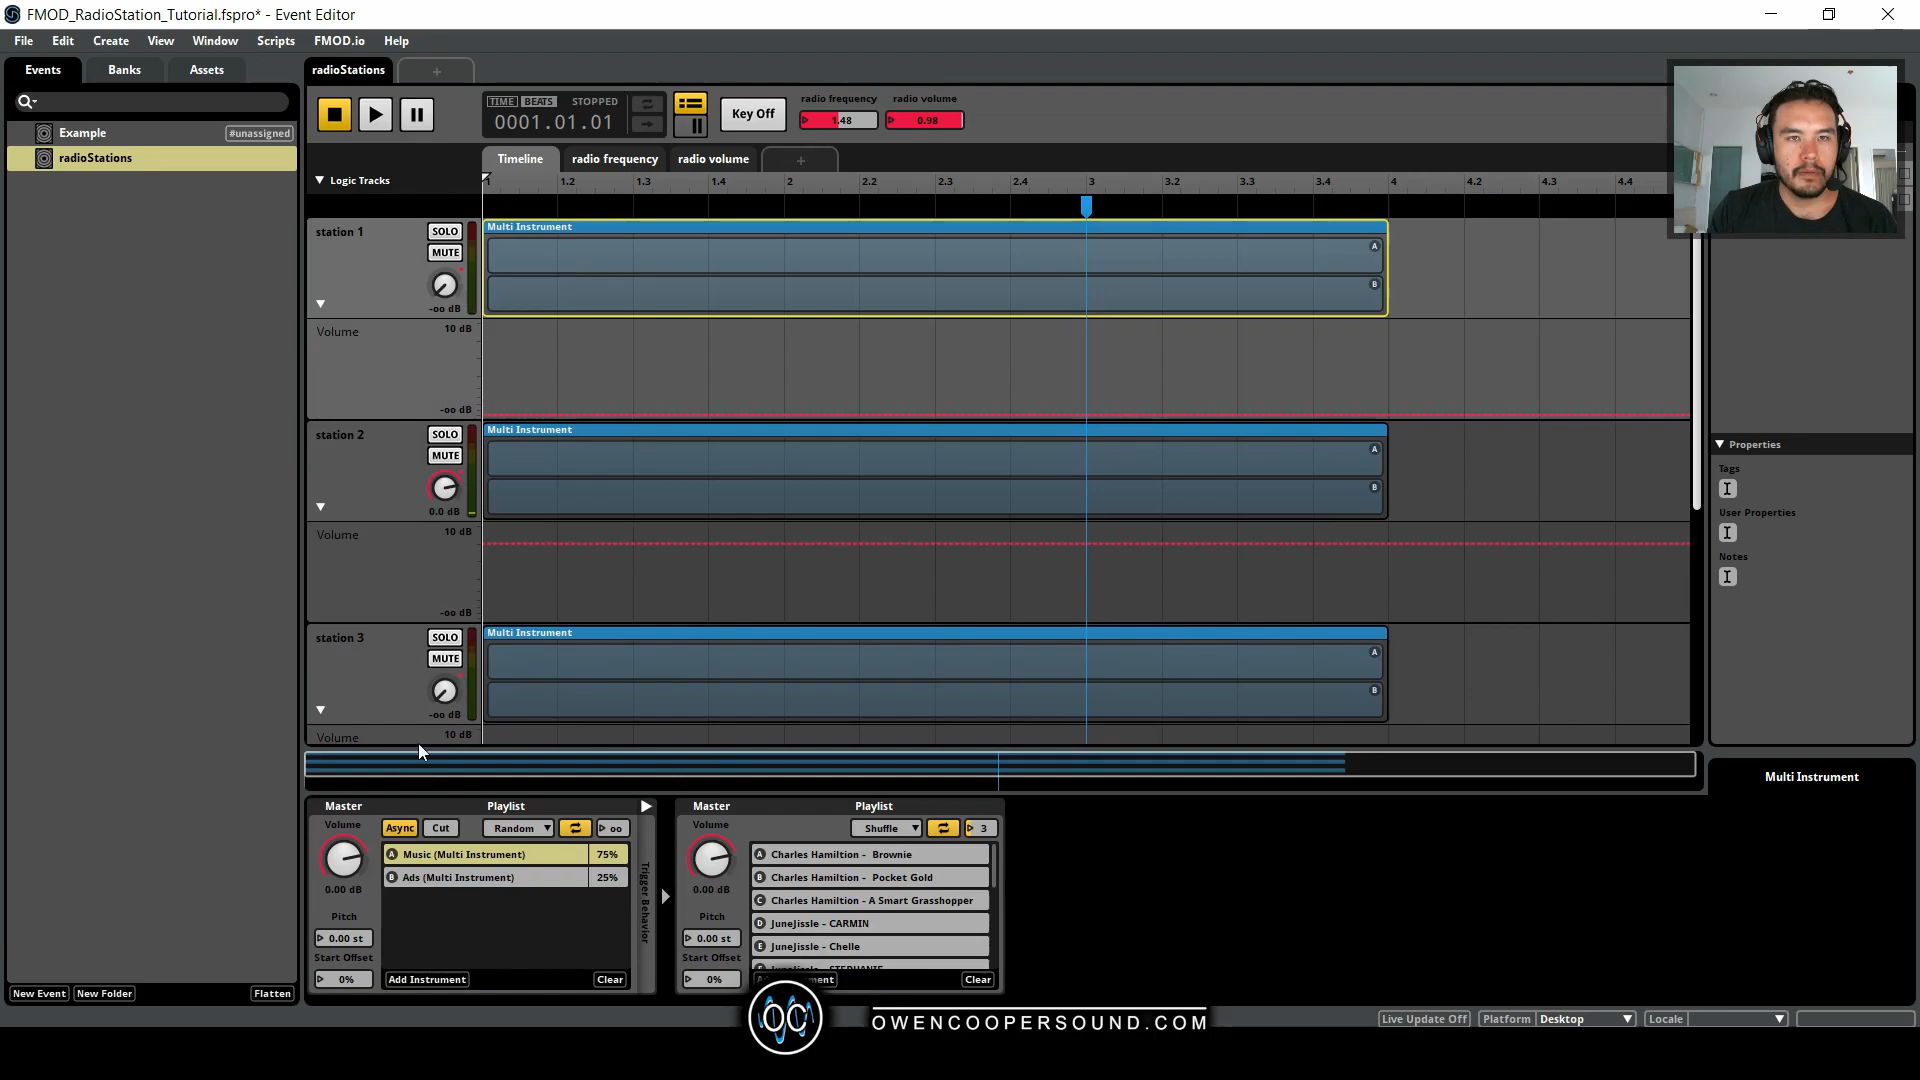 FMOD_RadioStation_Tutorial.fspro* - Event Editor
File Edit Create View Window Scripts FMOD.io Help
Events Banks Assets
radioStations +
Example #unassigned
radioStations
TIME BEATS STOPPED
0001.01.01
Key Off
radio frequency radio volume
1.48 0.98
Timeline radio frequency radio volume +
Logic Tracks
1 1.2 1.3 1.4 2 2.2 2.3 2.4 3 3.2 3.3 3.4 4 4.2 4.3 4.4
station 1 SOLO
MUTE
-oo dB
Multi Instrument
A
B
Volume 10 dB
-oo dB
station 2 SOLO
MUTE
0.0 dB
Multi Instrument
A
B
Volume 10 dB
-oo dB
station 3 SOLO
MUTE
-oo dB
Multi Instrument
A
B
Volume 10 dB
Properties
Tags
User Properties
Notes
Multi Instrument
Master Playlist
Volume Async Cut Random oo
A Music (Multi Instrument) 75%
B Ads (Multi Instrument) 25%
0.00 dB
Pitch
0.00 st
Start Offset
0% Add Instrument Clear
Trigger Behavior
Master Playlist
Volume Shuffle 3
A Charles Hamiltion - Brownie
B Charles Hamiltion - Pocket Gold
C Charles Hamiltion - A Smart Grasshopper
D JuneJissle - CARMIN
E JuneJissle - Chelle
0.00 dB
Pitch
0.00 st
Start Offset
0% Clear
New Event New Folder Flatten
OC OWENCOOPERSOUND.COM
Live Update Off Platform Desktop Locale